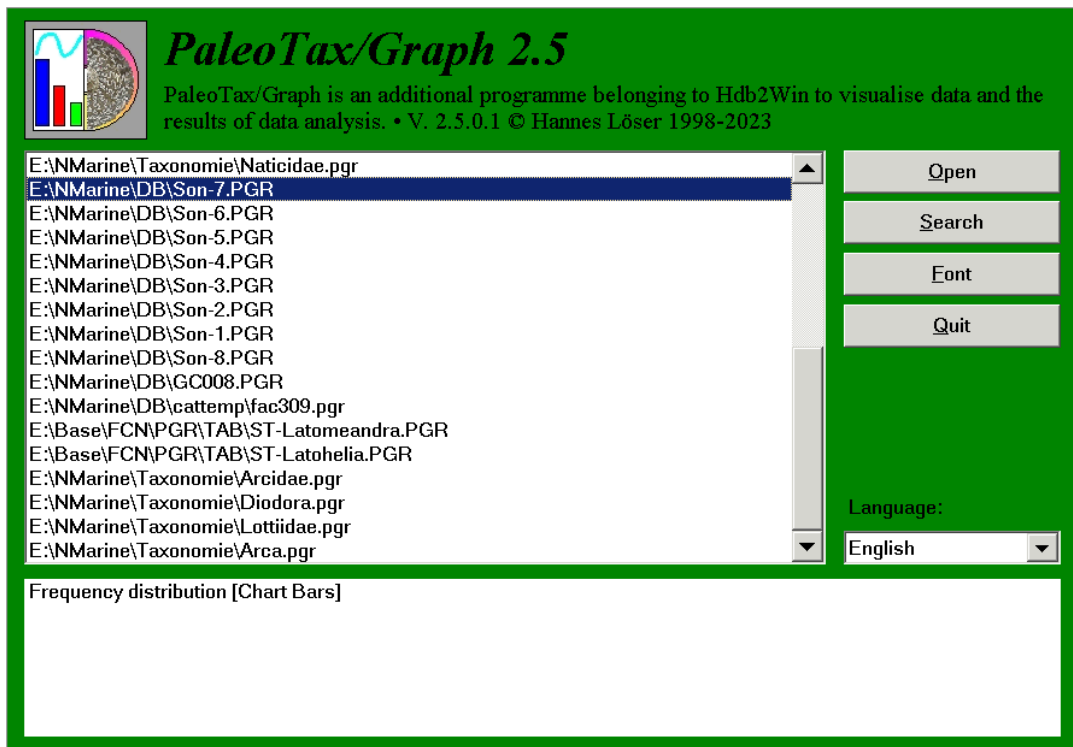 PaleoTax/Graph 2.5
PaleoTax/Graph is an additional programme belonging to Hdb2Win to visualise data and the
results of data analysis. • V. 2.5.0.1 © Hannes Löser 1998-2023
E:\NMarine\Taxonomie\Naticidae.pgr
E:\NMarine\DB\Son-7.PGR
E:\NMarine\DB\Son-6.PGR
E:\NMarine\DB\Son-5.PGR
E:\NMarine\DB\Son-4.PGR
E:\NMarine\DB\Son-3.PGR
E:\NMarine\DB\Son-2.PGR
E:\NMarine\DB\Son-1.PGR
E:\NMarine\DB\Son-8.PGR
E:\NMarine\DB\GC008.PGR
E:\NMarine\DB\cattemp\fac309.pgr
E:\Base\FCN\PGR\TAB\ST-Latomeandra.PGR
E:\Base\FCN\PGR\TAB\ST-Latohelia.PGR
E:\NMarine\Taxonomie\Arcidae.pgr
E:\NMarine\Taxonomie\Diodora.pgr
E:\NMarine\Taxonomie\Lottiidae.pgr
E:\NMarine\Taxonomie\Arca.pgr
Open
Search
Font
Quit
Language:
English
Frequency distribution [Chart Bars]